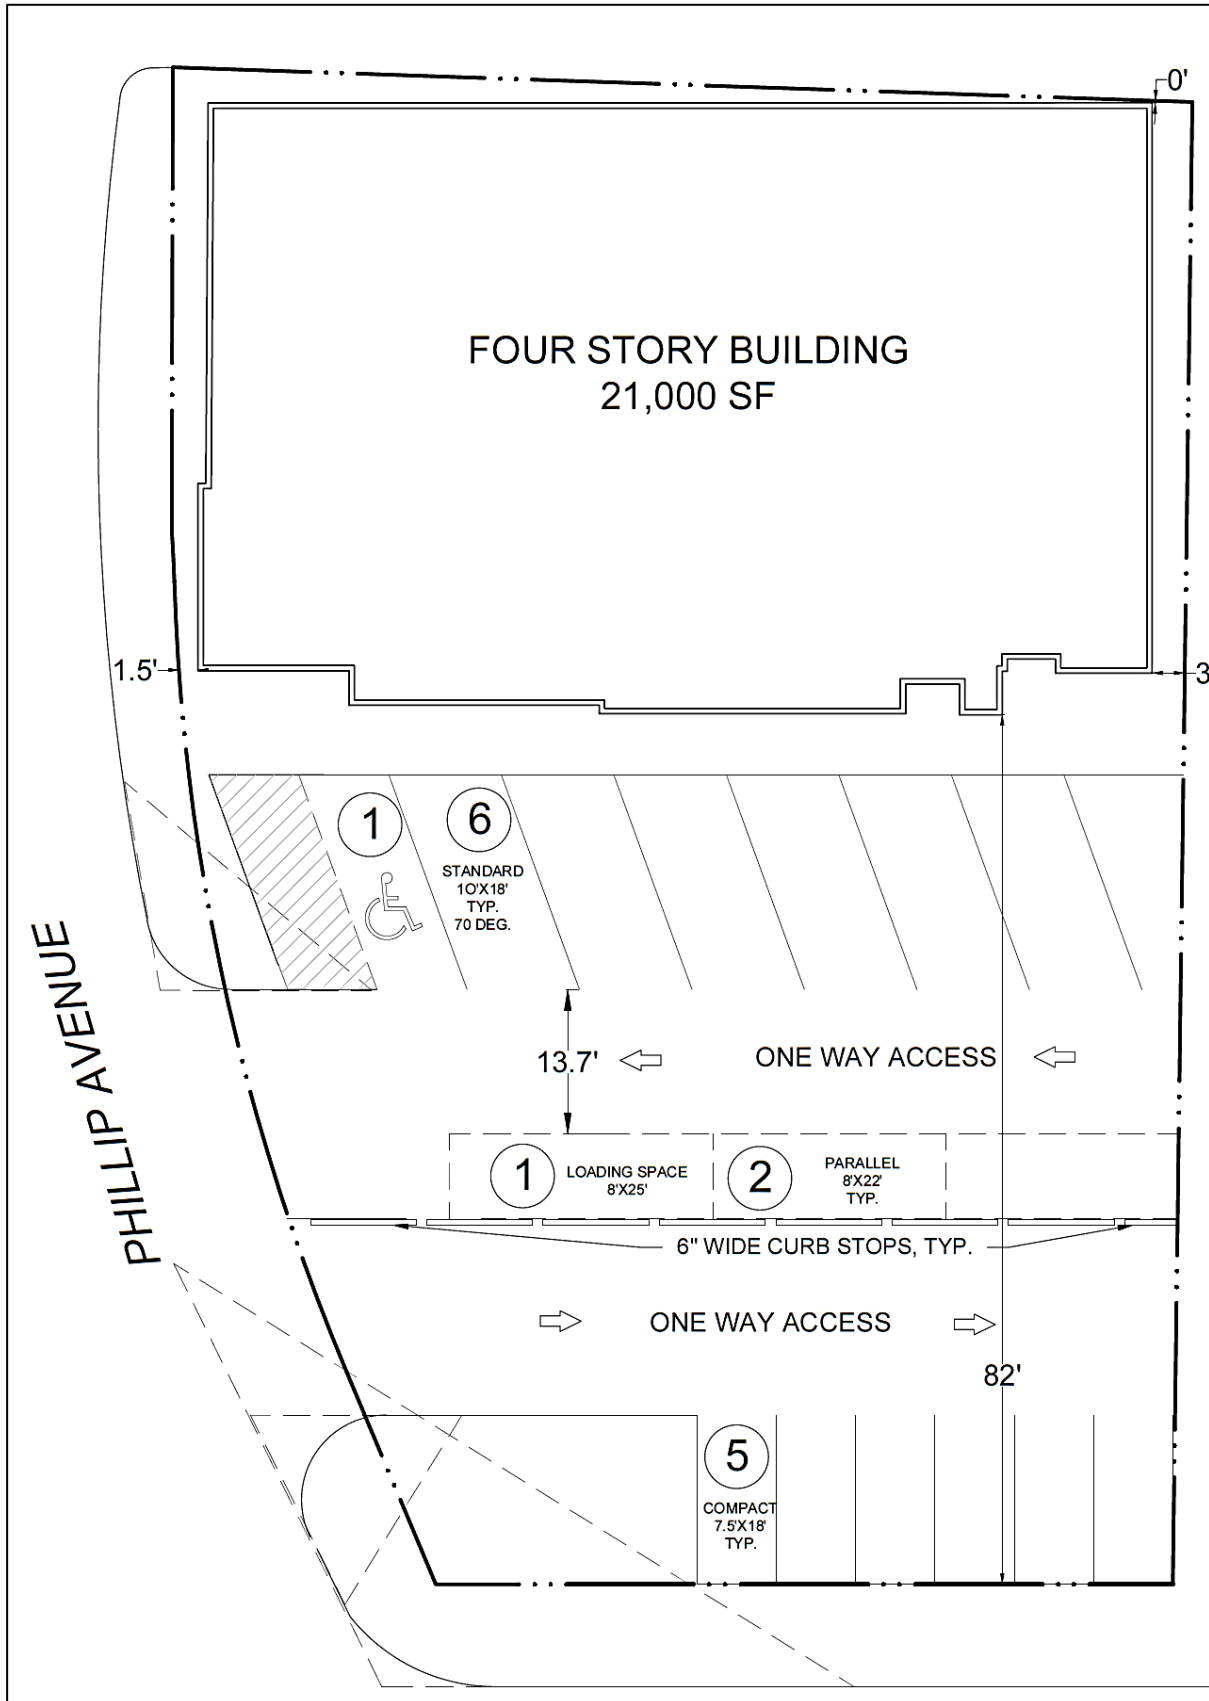 0'
FOUR STORY BUILDING
21,000 SF
1.5'
3
1
6
STANDARD
10'X18'
TYP.
70 DEG.
PHILLIP AVENUE
13.7'
ONE WAY ACCESS
1
LOADING SPACE
8'X25'
2
PARALLEL
8'X22'
TYP.
6" WIDE CURB STOPS, TYP.
ONE WAY ACCESS
82'
5
COMPACT
7.5'X18'
TYP.